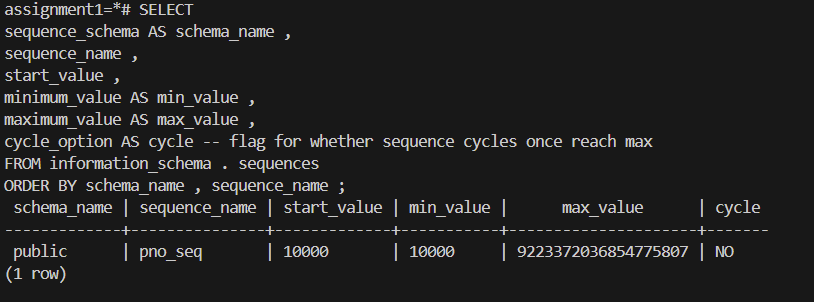 assignment1=*# SELECT
sequence_schema AS schema_name ,
sequence_name ,
start_value ,
minimum_value AS min_value ,
maximum_value AS max_value ,
cycle_option AS cycle -- flag for whether sequence cycles once reach max
FROM information_schema . sequences
ORDER BY schema_name , sequence_name ;
 schema_name | sequence_name | start_value | min_value |      max_value      | cycle
-------------+---------------+-------------+-----------+---------------------+-------
 public      | pno_seq       | 10000       | 10000     | 9223372036854775807 | NO
(1 row)